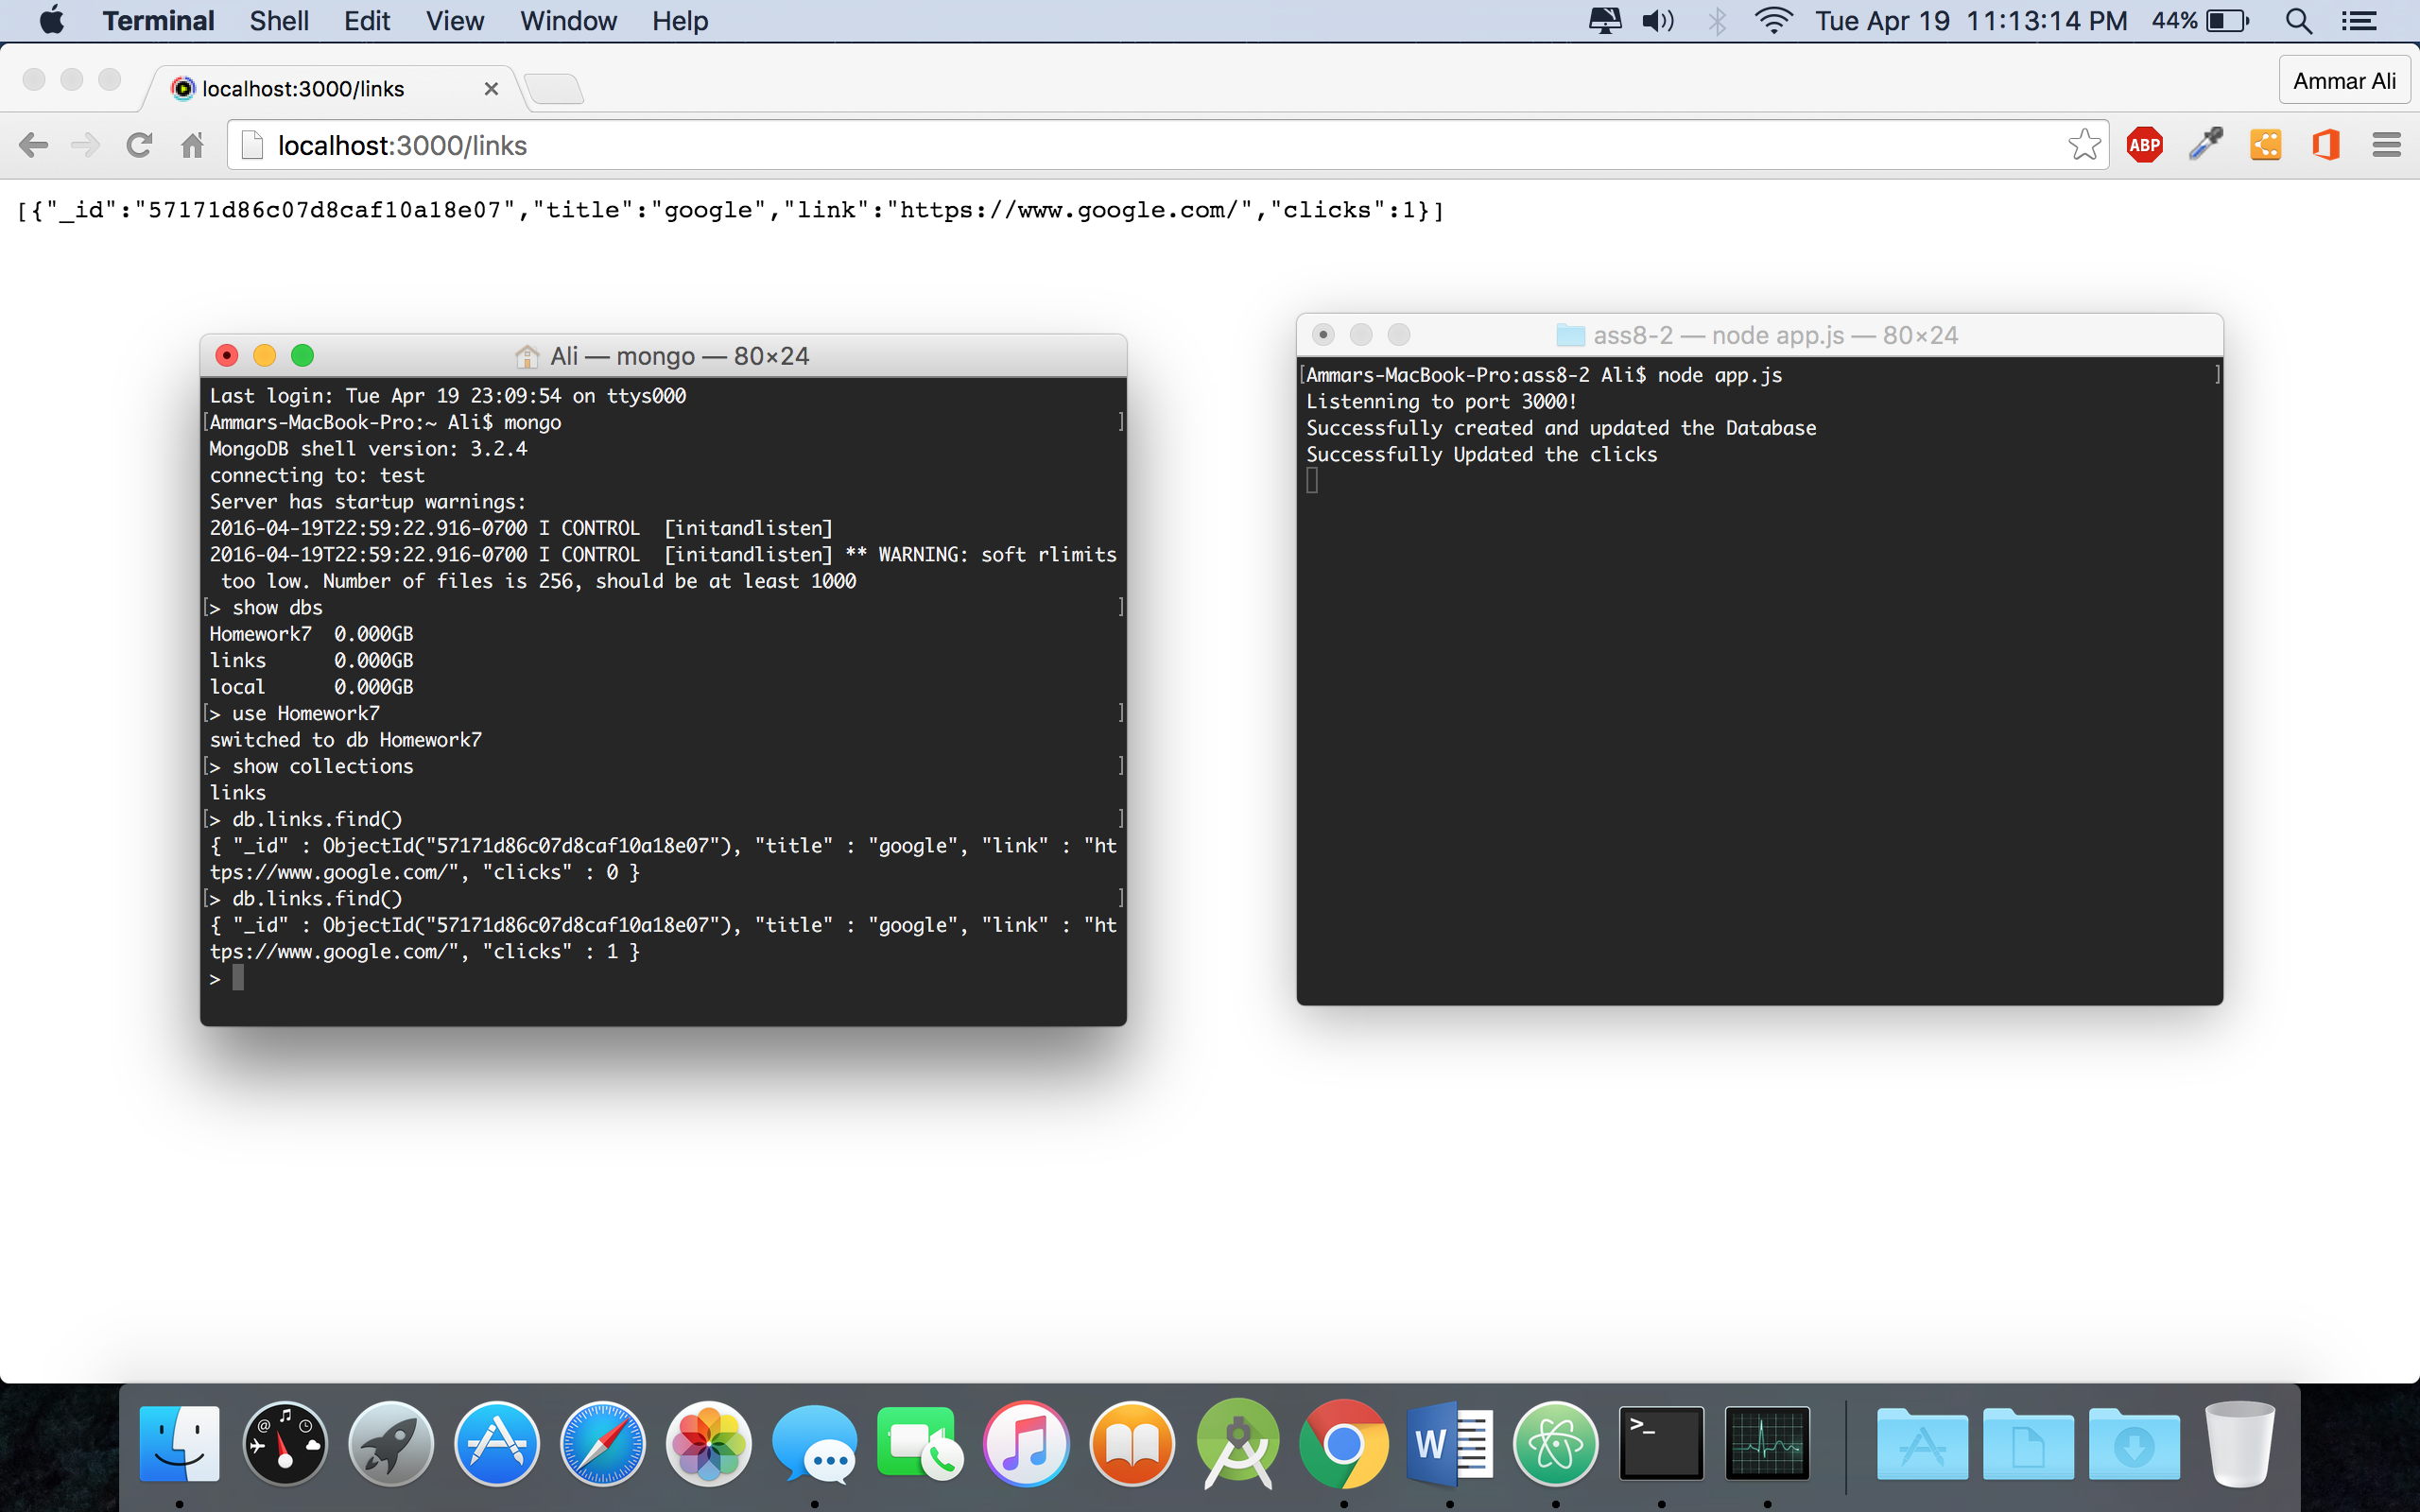 Terminal Shell Edit View Window Help Tue Apr 19 11:13:14 PM 44%
localhost:3000/links Ammar Ali
localhost:3000/links ABP
[{"_id":"57171d86c07d8caf10a18e07","title":"google","link":"https://www.google.com/","clicks":1}]
Ali — mongo — 80×24
Last login: Tue Apr 19 23:09:54 on ttys000
[Ammars-MacBook-Pro:~ Ali$ mongo ]
MongoDB shell version: 3.2.4
connecting to: test
Server has startup warnings:
2016-04-19T22:59:22.916-0700 I CONTROL  [initandlisten]
2016-04-19T22:59:22.916-0700 I CONTROL  [initandlisten] ** WARNING: soft rlimits
 too low. Number of files is 256, should be at least 1000
[> show dbs ]
Homework7  0.000GB
links      0.000GB
local      0.000GB
[> use Homework7 ]
switched to db Homework7
[> show collections ]
links
[> db.links.find() ]
{ "_id" : ObjectId("57171d86c07d8caf10a18e07"), "title" : "google", "link" : "ht
tps://www.google.com/", "clicks" : 0 }
[> db.links.find() ]
{ "_id" : ObjectId("57171d86c07d8caf10a18e07"), "title" : "google", "link" : "ht
tps://www.google.com/", "clicks" : 1 }
>
ass8-2 — node app.js — 80×24
[Ammars-MacBook-Pro:ass8-2 Ali$ node app.js ]
Listenning to port 3000!
Successfully created and updated the Database
Successfully Updated the clicks
W >_